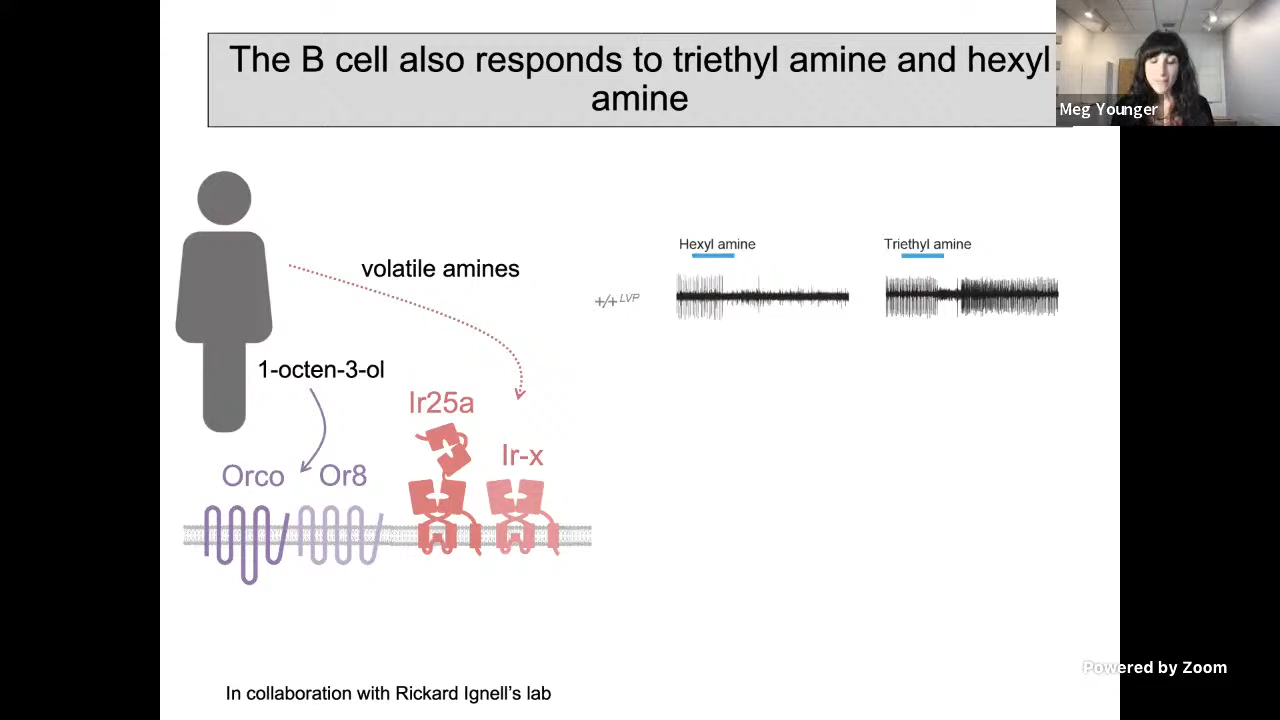 The B cell also responds to triethyl amine and hexyl
amine
Meg Younger
volatile amines
1-octen-3-ol
Orco
Or8
Ir25a
Ir-x
Hexyl amine
Triethyl amine
+/+ LVP
In collaboration with Rickard Ignell's lab
Powered by Zoom